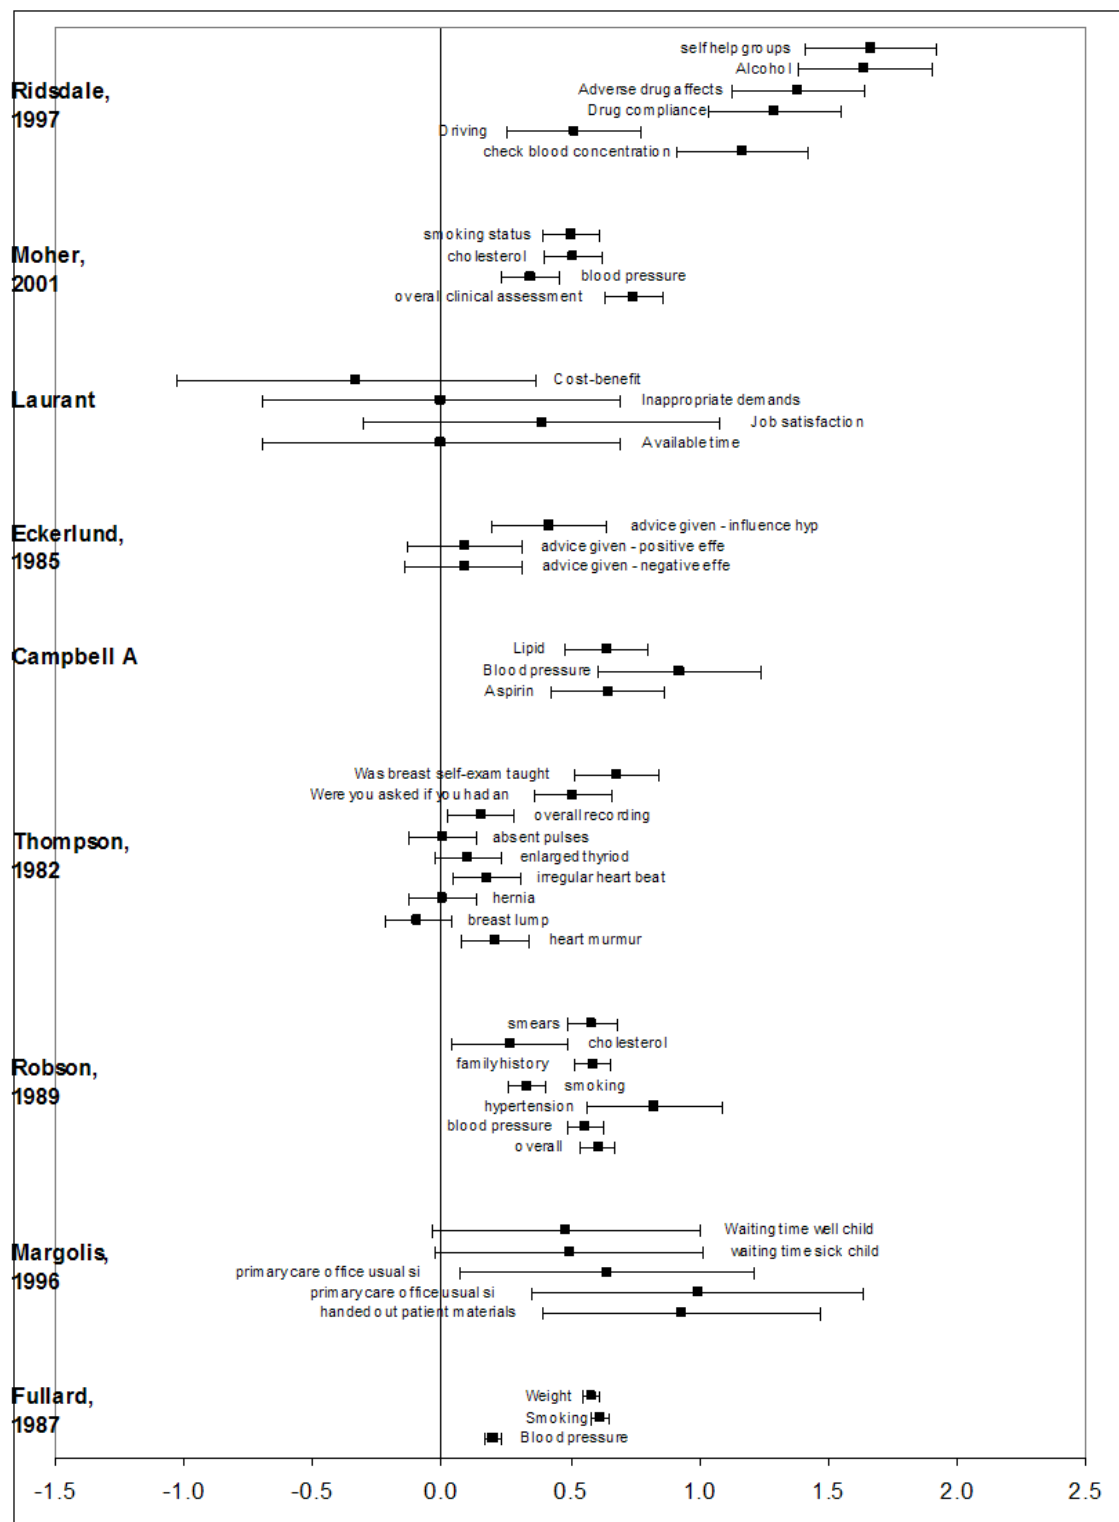 self help groups
Alcohol
Adverse drug affects
Ridsdale,
1997
Drug compliance
Driving
check blood concentration
smoking status
Moher,
2001
cholesterol
blood pressure
overal clinical assessment
Cost-benefit
Laurant
Inappropriate demands
Job satisfaction
Available time
Eckerlund,
1985
advice given - influence hyp
advice given - positive effe
advice given - negative effe
Campbell A
Lipid
Blood pressure
Aspirin
Was breast self-exam taught
Were you asked if you had an
overall recording
Thompson,
1982
absent pulses
enlarged thyriod
irregular heart beat
hernia
breast lump
heart murmur
smears
cholesterol
Robson,
1989
family history
smoking
hypertension
blood pressure
overall
Waiting time well child
Margolis,
1996
waiting time sick child
primary care office usual si
primary care office usual si
handed out patient materials
Fullard,
1987
Weight
Smoking
Blood pressure
-1.5 -1.0 -0.5 0.0 0.5 1.0 1.5 2.0 2.5